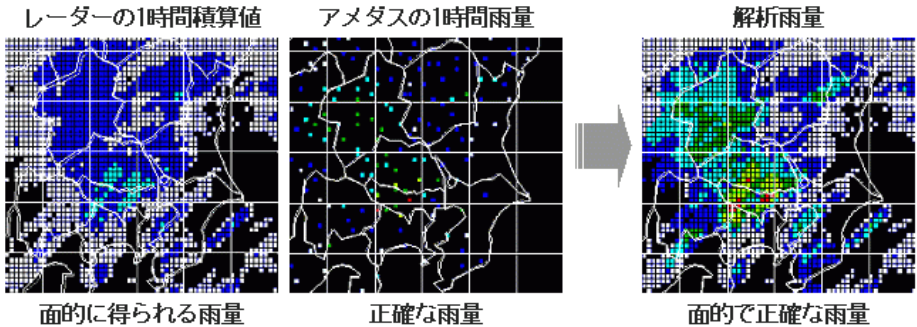 レーダーの1時間積算値
アメダスの1時間雨量
解析雨量
面的に得られる雨量
正確な雨量
面的で正確な雨量